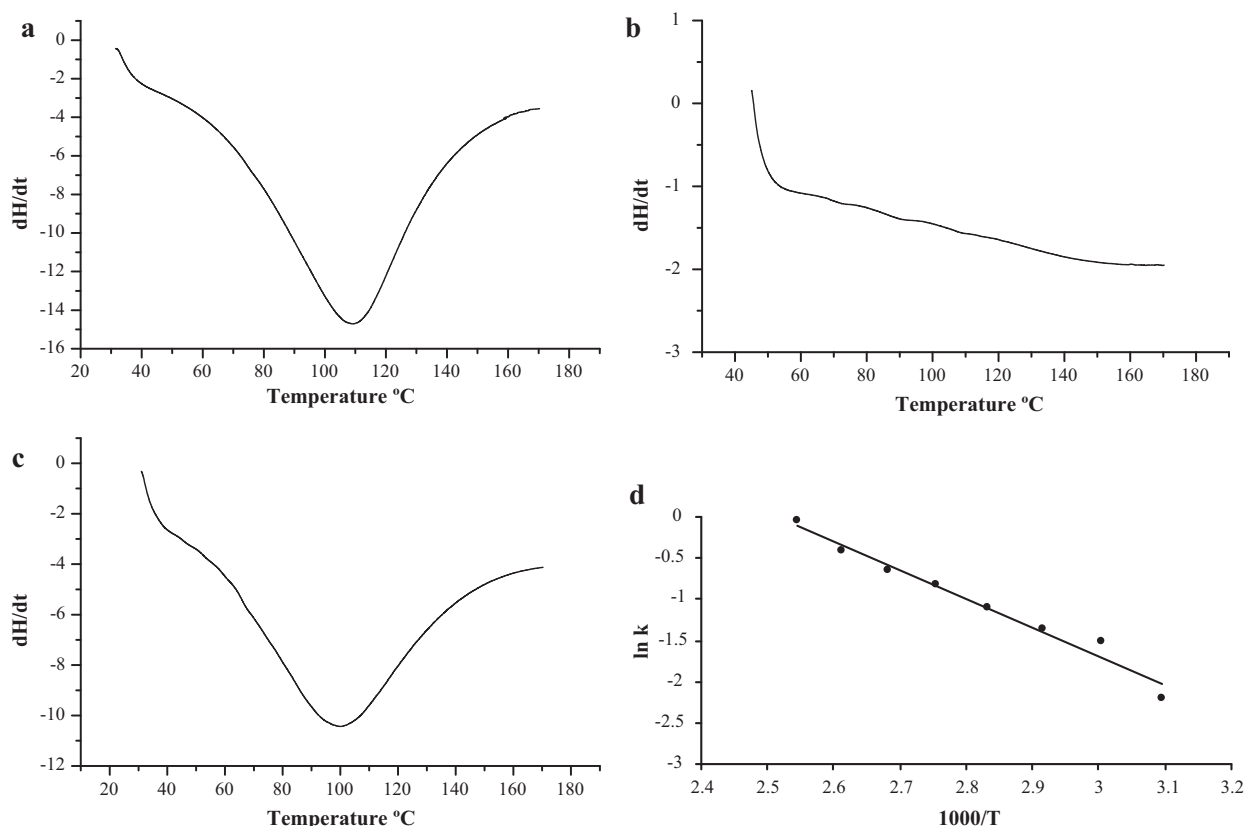 a
0
-2
-4
-6
-8
-10
-12
-14
-16
dH/dt
20 40 60 80 100 120 140 160 180
Temperature ºC
b
1
0
-1
-2
-3
dH/dt
40 60 80 100 120 140 160 180
Temperature ºC
c
0
-2
-4
-6
-8
-10
-12
dH/dt
20 40 60 80 100 120 140 160 180
Temperature ºC
d
0
-0.5
-1
-1.5
-2
-2.5
-3
ln k
2.4 2.5 2.6 2.7 2.8 2.9 3 3.1 3.2
1000/T